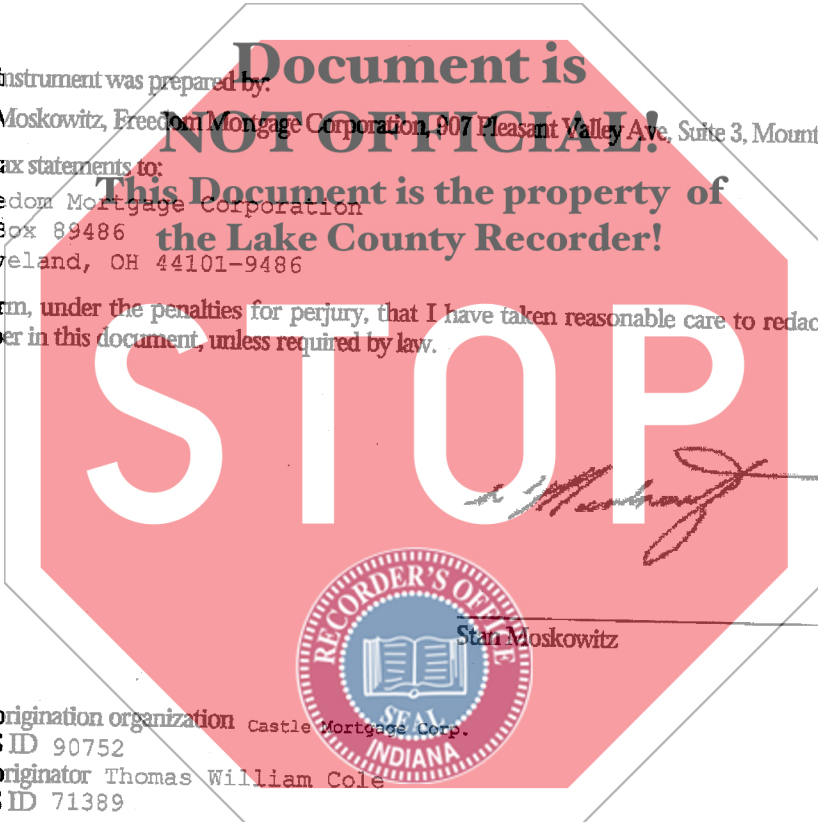 Document is
instrument was prepared by:
NOT OFFICIAL!
Moskowitz, Freedom Mortgage Corporation, 907 Pleasant Valley Ave, Suite 3, Mount
ax statements to:
This Document is the property of
edom Mortgage Corporation
Box 89486
the Lake County Recorder!
veland, OH 44101-9486
rm, under the penalties for perjury, that I have taken reasonable care to redac
er in this document, unless required by law.
STOP
RECORDER'S OFFICE
Stan Moskowitz
SEAL
INDIANA
origination organization Castle Mortgage Corp.
S ID 90752
originator Thomas William Cole
S ID 71389